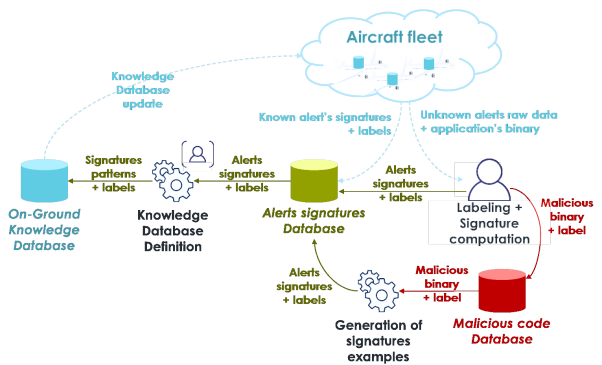 Aircraft fleet
Knowledge
Database
update
Known alert's signatures
+ labels
Unknown alerts raw data
+ application's binary
Signatures
patterns
+ labels
Alerts
signatures
+ labels
Alerts
signatures
+ labels
On-Ground
Knowledge
Database
Knowledge
Database
Definition
Alerts signatures
Database
Labeling +
Signature
computation
Malicious
binary
+ label
Alerts
signatures
+ labels
Malicious
binary
+ label
Generation of
signatures
examples
Malicious code
Database